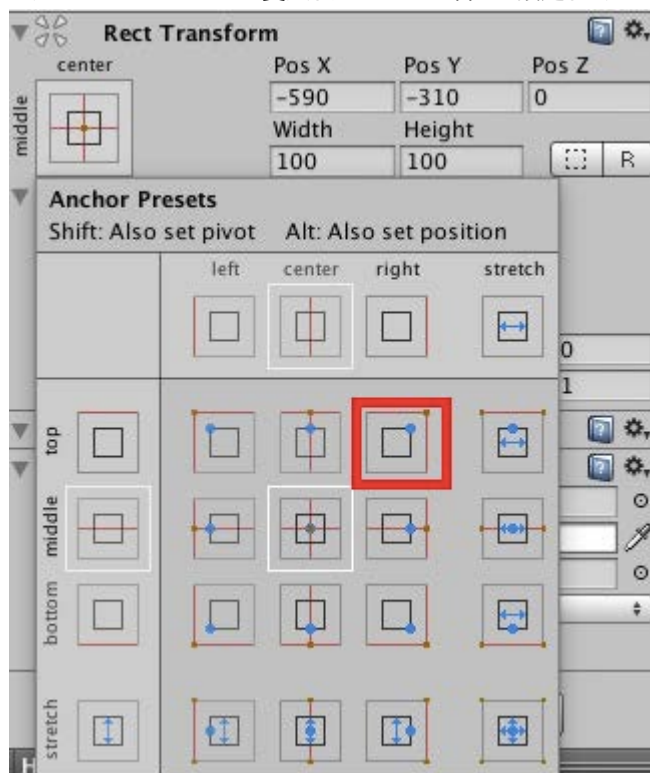 Rect Transform
center
Pos X Pos Y Pos Z
middle
-590 -310 0
Width Height
100 100 R
Anchor Presets
Shift: Also set pivot Alt: Also set position
left center right stretch
0
1
top
middle
bottom
stretch